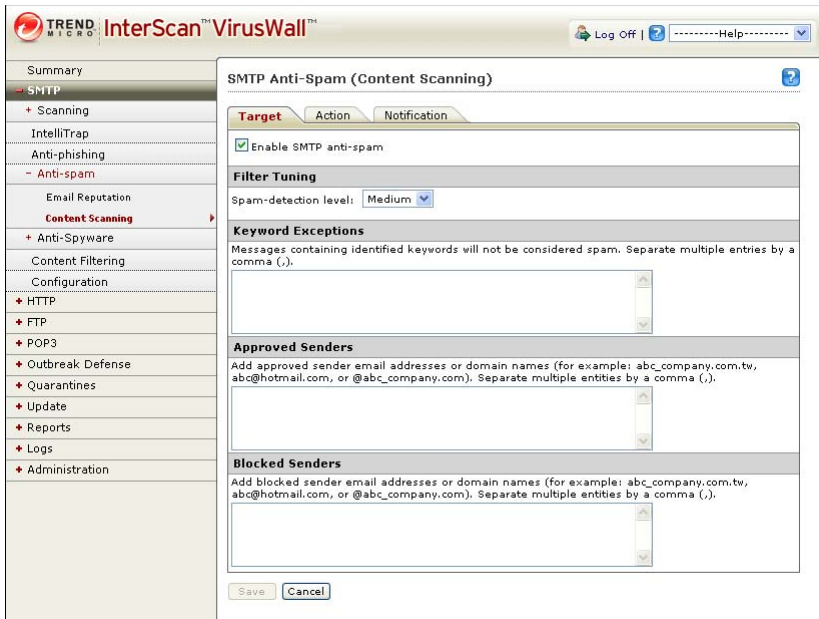 TREND MICRO InterScan™ VirusWall™
Log Off | ? ---------Help---------
Summary
− SMTP
+ Scanning
IntelliTrap
Anti-phishing
− Anti-spam
Email Reputation
Content Scanning
+ Anti-Spyware
Content Filtering
Configuration
+ HTTP
+ FTP
+ POP3
+ Outbreak Defense
+ Quarantines
+ Update
+ Reports
+ Logs
+ Administration
SMTP Anti-Spam (Content Scanning) ?
Target Action Notification
Enable SMTP anti-spam
Filter Tuning
Spam-detection level: Medium
Keyword Exceptions
Messages containing identified keywords will not be considered spam. Separate multiple entries by a
comma (,).
Approved Senders
Add approved sender email addresses or domain names (for example: abc_company.com.tw,
abc@hotmail.com, or @abc_company.com). Separate multiple entities by a comma (,).
Blocked Senders
Add blocked sender email addresses or domain names (for example: abc_company.com.tw,
abc@hotmail.com, or @abc_company.com). Separate multiple entities by a comma (,).
Save Cancel